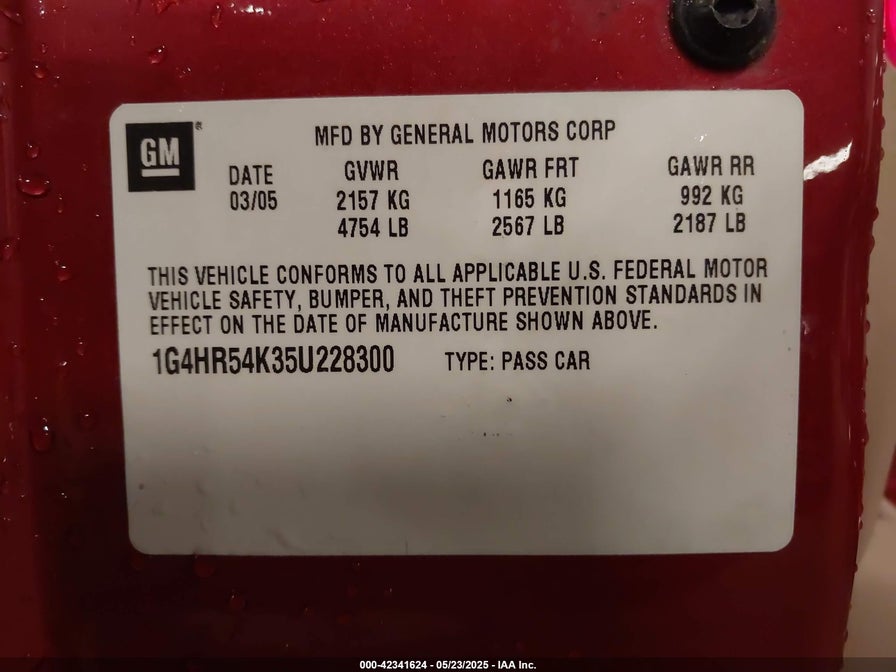 GM ®
MFD BY GENERAL MOTORS CORP
DATE GVWR GAWR FRT GAWR RR
03/05 2157 KG 1165 KG 992 KG
4754 LB 2567 LB 2187 LB
THIS VEHICLE CONFORMS TO ALL APPLICABLE U.S. FEDERAL MOTOR
VEHICLE SAFETY, BUMPER, AND THEFT PREVENTION STANDARDS IN
EFFECT ON THE DATE OF MANUFACTURE SHOWN ABOVE.
1G4HR54K35U228300 TYPE: PASS CAR
000-42341624 - 05/23/2025 - IAA Inc.